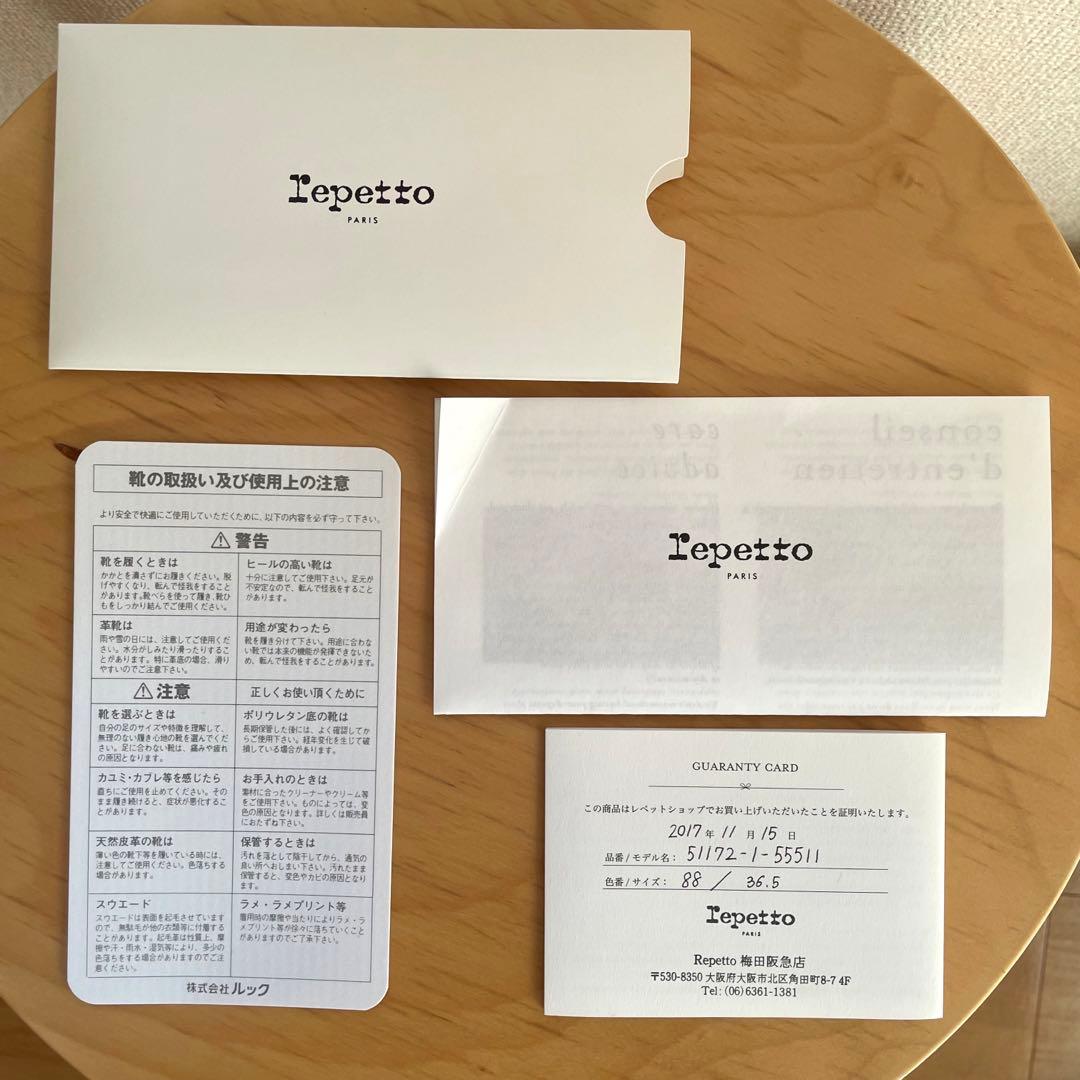 repetto
PARIS
conseil
d'entretien
care
advice
repetto
PARIS
靴の取扱い及び使用上の注意
より安全で快適にご使用していただくために、以下の内容を必ず守って下さい。
⚠ 警告
靴を履くときは
かかとを潰さずにお履きください。脱
げやすくなり、転んで怪我をすること
があります。靴べらを使って履き、靴ひ
もをしっかり結んでご使用ください。
ヒールの高い靴は
十分に注意してご使用下さい。足元が
不安定なので、転んで怪我をすること
があります。
革靴は
雨や雪の日には、注意してご使用くだ
さい。水分がしみたり滑ったりするこ
とがあります。特に革底の場合、滑り
やすいのでご注意下さい。
用途が変わったら
靴を履き分けて下さい。用途に合わな
い靴では本来の機能が発揮できないた
め、転んで怪我をすることがあります。
⚠ 注意
正しくお使い頂くために
靴を選ぶときは
自分の足のサイズや特徴を理解して、
無理のない履き心地の靴を選んでくだ
さい。足に合わない靴は、痛みや疲れ
の原因となります。
ポリウレタン底の靴は
長期保管した後には、よく確認してか
らご使用下さい。経年変化を生じて破
損している場合があります。
カユミ・カブレ等を感じたら
直ちにご使用を止めてください。その
まま履き続けると、症状が悪化するこ
とがあります。
お手入れのときは
素材に合ったクリーナーやクリーム等
をご使用下さい。ものによっては、変
色の原因となります。詳しくは販売員
におたずね下さい。
天然皮革の靴は
薄い色の靴下等を履いている時には、
注意してご使用ください。色落ちする
場合があります。
保管するときは
汚れを落として陰干してから、通気の
良い所へおしまい下さい。汚れたまま
保管すると、変色やカビの原因となり
ます。
スウエード
スウエードは表面を起毛させています
ので、無駄毛が他の衣類等に付着する
ことがあります。起毛革は性質上、摩
擦や汗・雨水・湿気等により、多少の
色落ちをする場合がありますのでご注
意ください。
ラメ・ラメプリント等
着用時の摩擦や当たりによりラメ・ラ
メプリント等が徐々に落ちていくこと
がありますのでご了承下さい。
株式会社ルック
GUARANTY CARD
この商品はレペットショップでお買い上げいただいたことを証明いたします。
2017 年 11 月 15 日
品番/モデル名: 51172-1-55511
色番/サイズ: 88 / 36.5
repetto
PARIS
Repetto 梅田阪急店
〒530-8350 大阪府大阪市北区角田町8-7 4F
Tel: (06)6361-1381